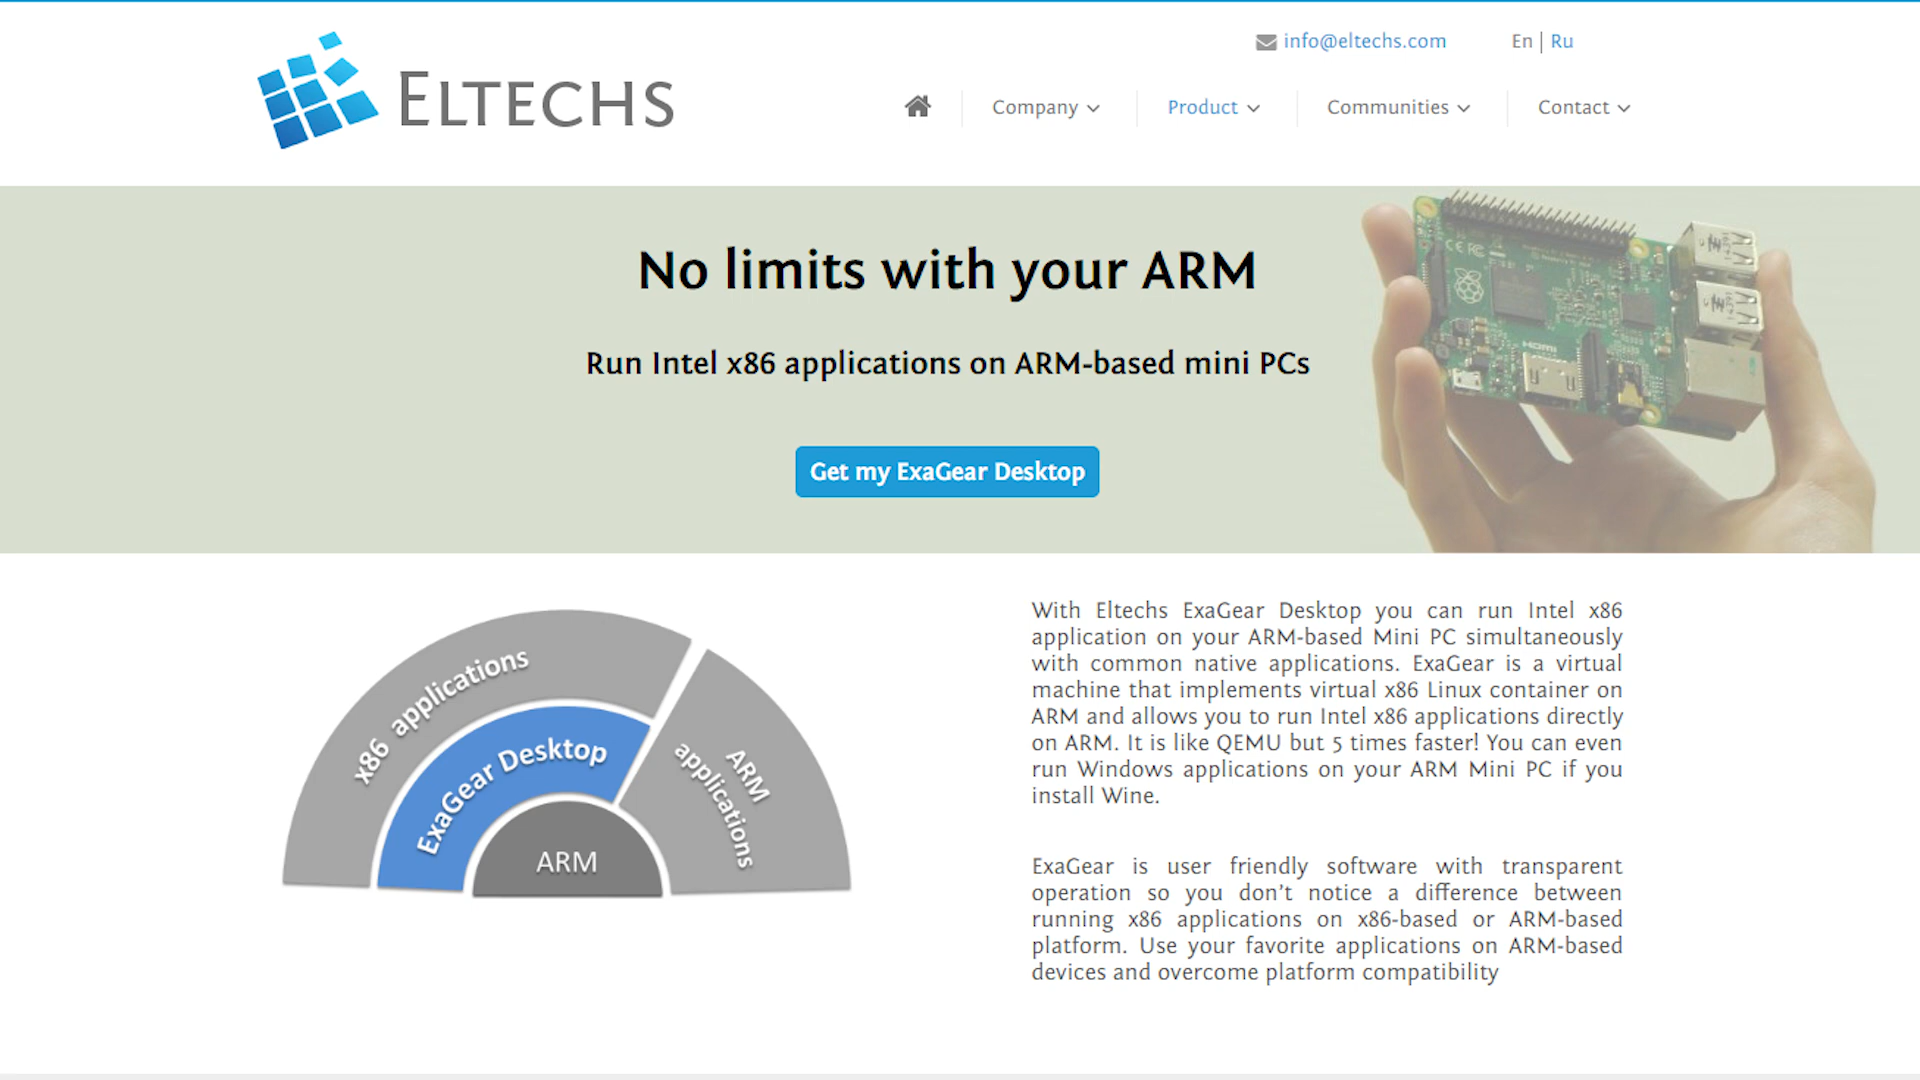 info@eltechs.com En | Ru
ELTECHS
Company Product Communities Contact
No limits with your ARM
Run Intel x86 applications on ARM-based mini PCs
Get my ExaGear Desktop
HDMI
x86 applications
ExaGear Desktop
ARM
ARM
applications
With Eltechs ExaGear Desktop you can run Intel x86
application on your ARM-based Mini PC simultaneously
with common native applications. ExaGear is a virtual
machine that implements virtual x86 Linux container on
ARM and allows you to run Intel x86 applications directly
on ARM. It is like QEMU but 5 times faster! You can even
run Windows applications on your ARM Mini PC if you
install Wine.
ExaGear is user friendly software with transparent
operation so you don’t notice a difference between
running x86 applications on x86-based or ARM-based
platform. Use your favorite applications on ARM-based
devices and overcome platform compatibility